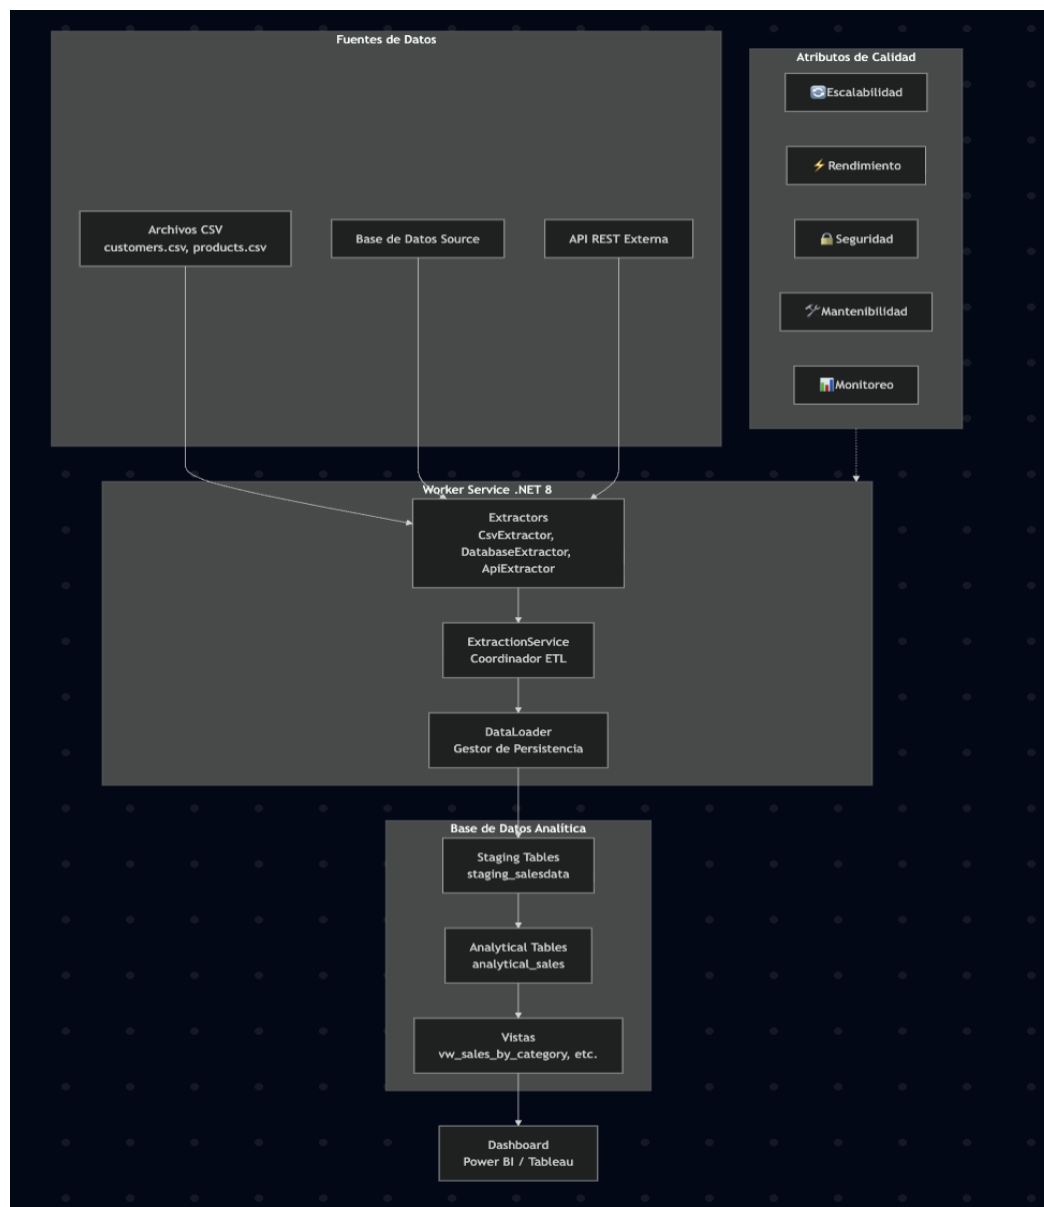 Fuentes de Datos
Archivos CSV
customers.csv, products.csv
Base de Datos Source
API REST Externa
Atributos de Calidad
Escalabilidad
Rendimiento
Seguridad
Mantenibilidad
Monitoreo
Worker Service .NET 8
Extractors
CsvExtractor,
DatabaseExtractor,
ApiExtractor
ExtractionService
Coordinador ETL
DataLoader
Gestor de Persistencia
Base de Datos Analítica
Staging Tables
staging_salesdata
Analytical Tables
analytical_sales
Vistas
vw_sales_by_category, etc.
Dashboard
Power BI / Tableau